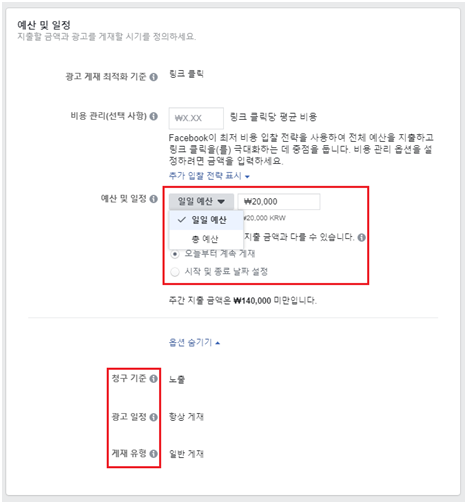 예산 및 일정
지출할 금액과 광고를 게재할 시기를 정의하세요.
광고 게재 최적화 기준 링크 클릭
비용 관리(선택 사항) ₩X.XX 링크 클릭당 평균 비용
Facebook이 최저 비용 입찰 전략을 사용하여 전체 예산을 지출하고
링크 클릭을(를) 극대화하는 데 중점을 둡니다. 비용 관리 옵션을 설
정하려면 금액을 입력하세요.
추가 입찰 전략 표시
예산 및 일정 일일 예산 ₩20,000
일일 예산 ₩20,000 KRW
총 예산 지출 금액과 다를 수 있습니다.
오늘부터 계속 게재
시작 및 종료 날짜 설정
주간 지출 금액은 ₩140,000 미만입니다.
옵션 숨기기
청구 기준 노출
광고 일정 항상 게재
게재 유형 일반 게재